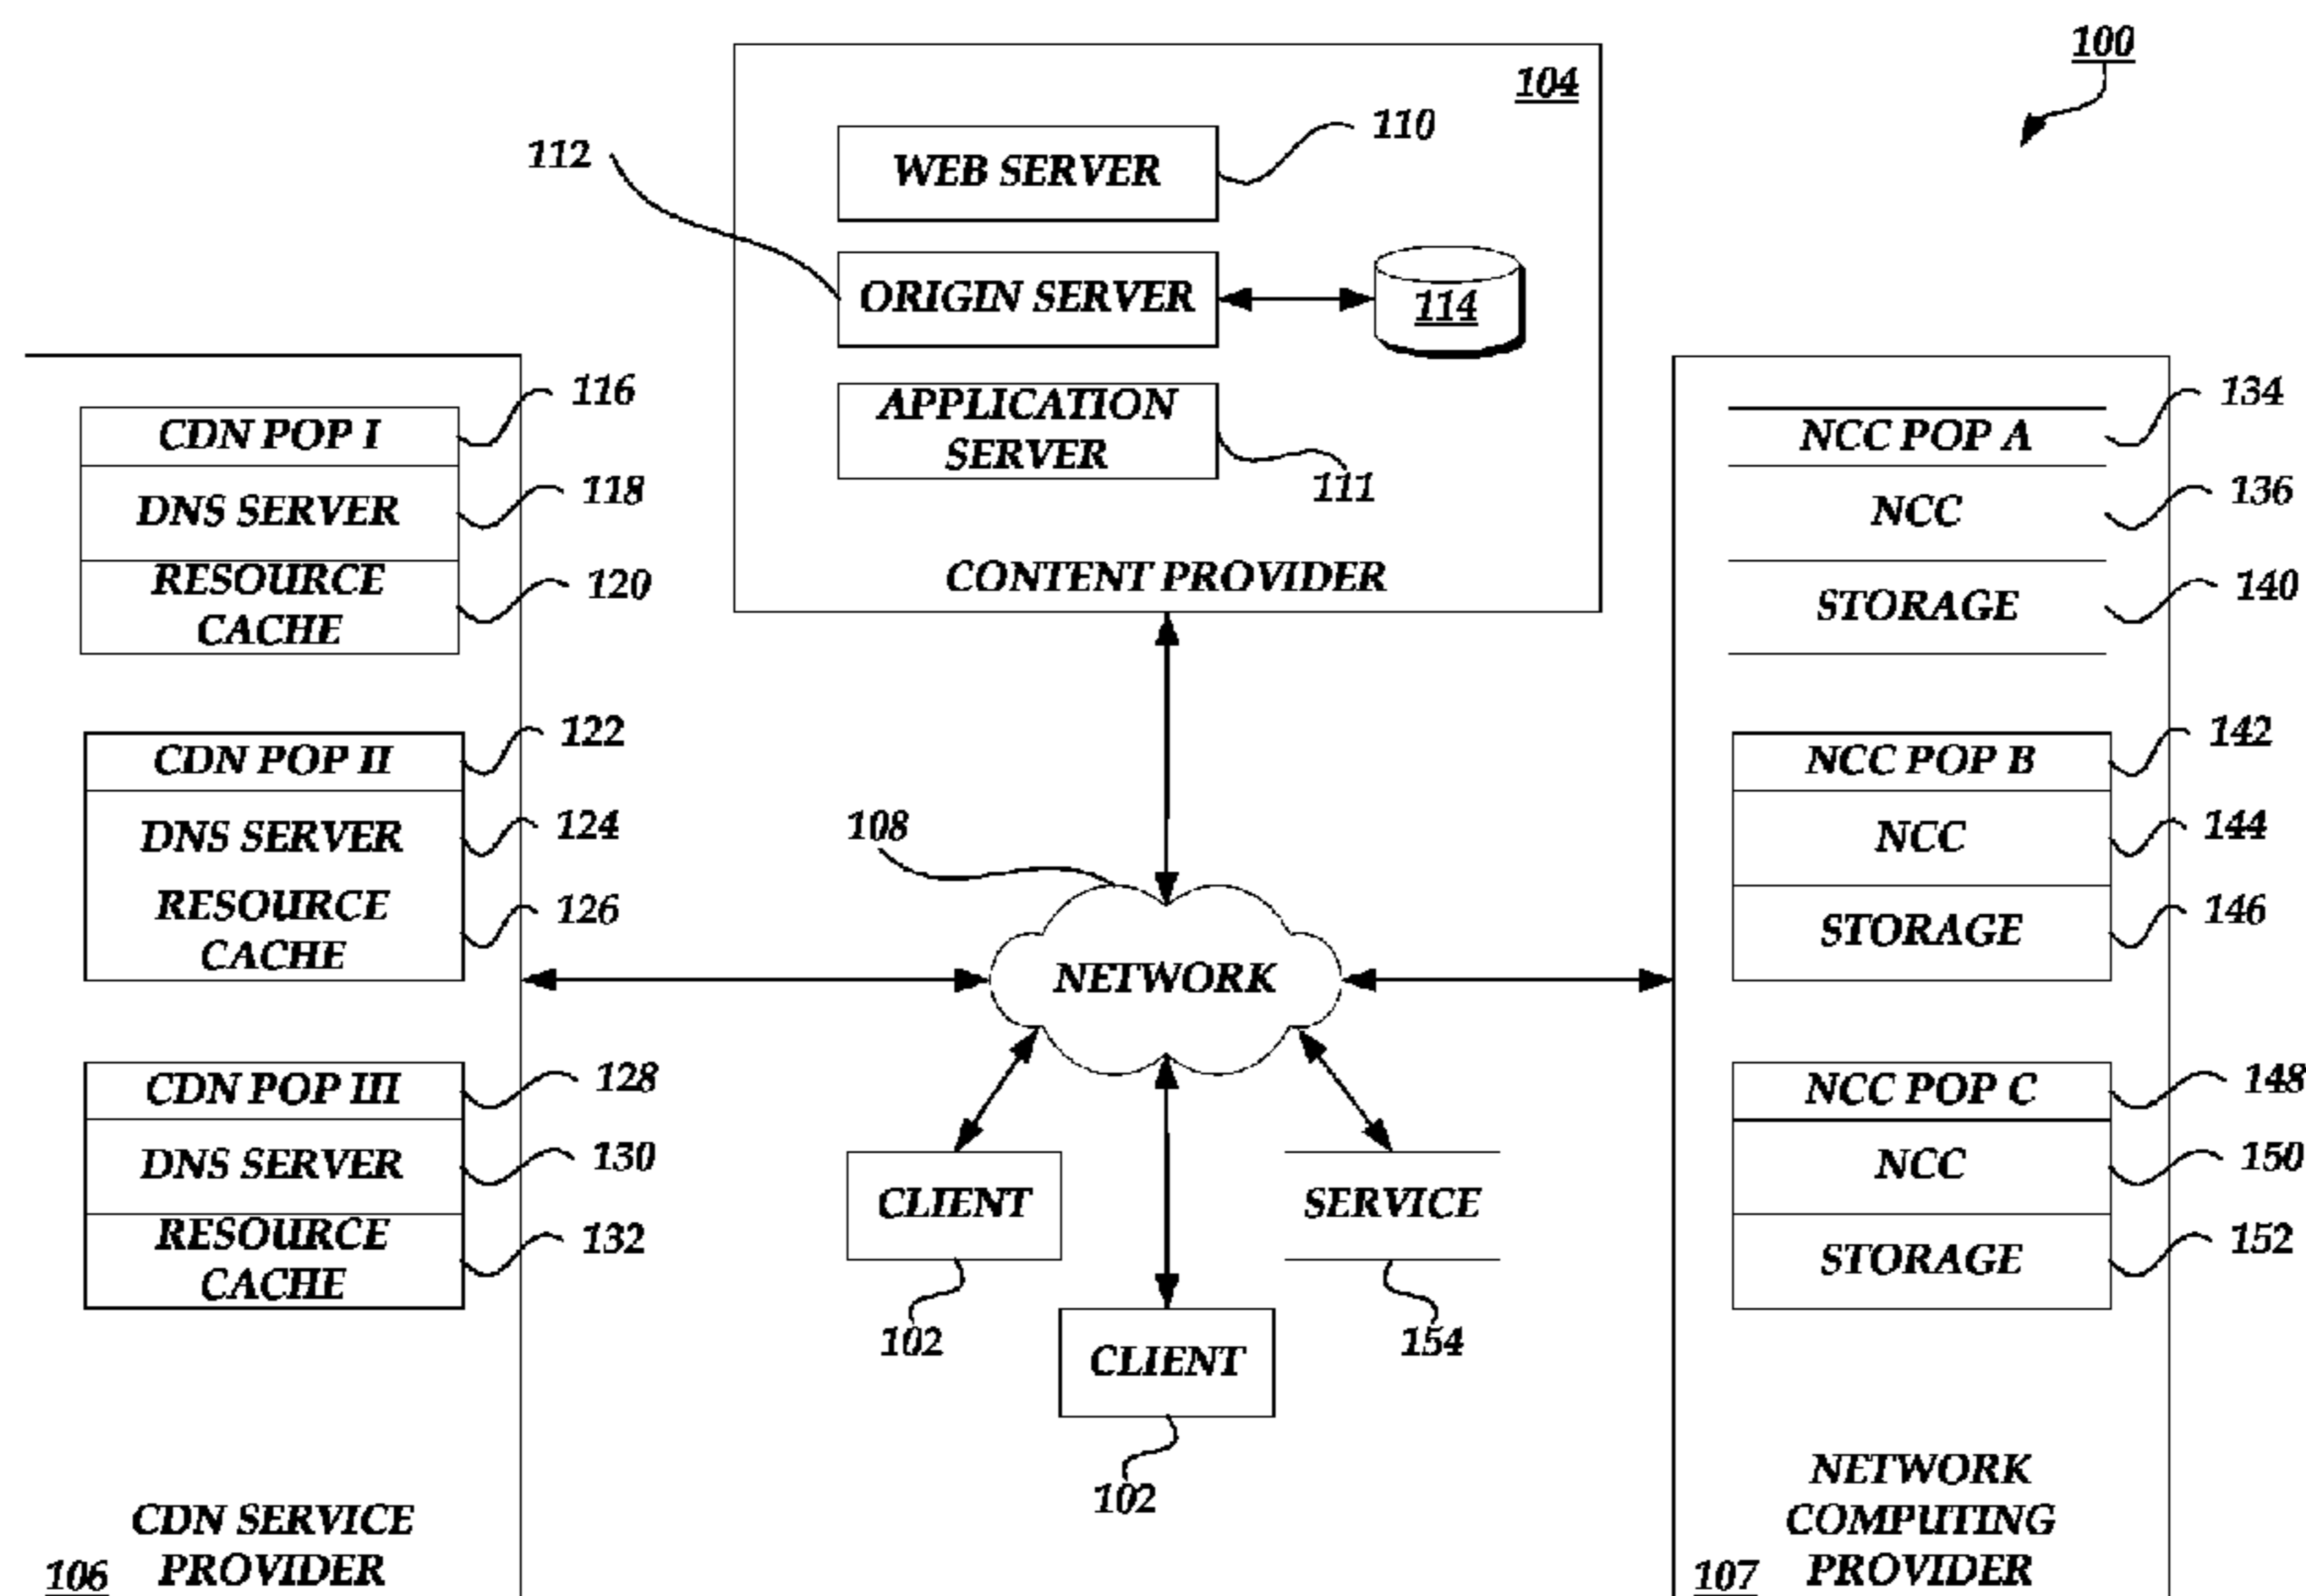 100
104
110
112
WEB SERVER
ORIGIN SERVER
114
APPLICATION
SERVER
111
CONTENT PROVIDER
CDN POP I
116
DNS SERVER
118
RESOURCE
CACHE
120
CDN POP II
122
DNS SERVER
124
RESOURCE
CACHE
126
CDN POP III
128
DNS SERVER
130
RESOURCE
CACHE
132
CDN SERVICE
PROVIDER
106
108
NETWORK
CLIENT
102
CLIENT
102
SERVICE
154
NCC POP A
134
NCC
136
STORAGE
140
NCC POP B
142
NCC
144
STORAGE
146
NCC POP C
148
NCC
150
STORAGE
152
NETWORK
COMPUTING
PROVIDER
107